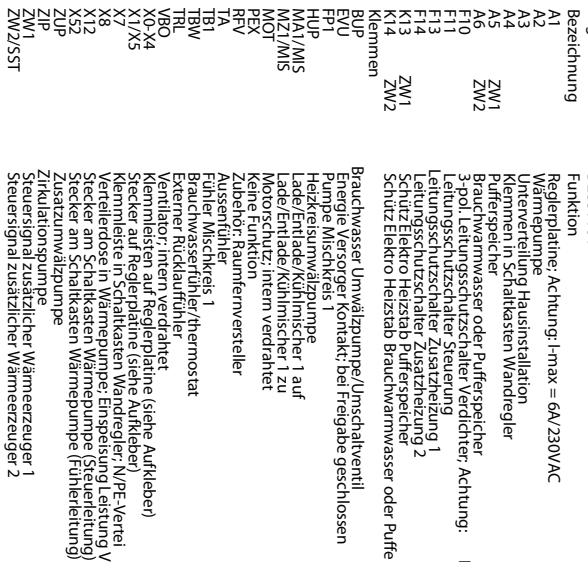 Bezeichnung Funktion
A1 Reglerplatine; Achtung: I-max = 6A/230VAC
A2 Wärmepumpe
A3 Unterverteilung Hausinstallation
A4 Klemmen in Schaltkasten Wandregler
A5 ZW1 Pufferspeicher
A6 ZW2 Brauchwarmwasser oder Pufferspeicher
F10 3-pol. Leitungsschutzschalter Verdichter; Achtung:
F11 Leitungsschutzschalter Steuerung
F13 Leitungsschutzschalter Zusatzheizung 1
F14 Leitungsschutzschalter Zusatzheizung 2
K13 ZW1 Schütz Elektro Heizstab Pufferspeicher
K14 ZW2 Schütz Elektro Heizstab Brauchwarmwasser oder Puffe
Klemmen
BUP Brauchwasser Umwälzpumpe/Umschaltventil
EVU Energie Versorger Kontakt; bei Freigabe geschlossen
FP1 Pumpe Mischkreis 1
HUP Heizkreisumwälzpumpe
MA1/MIS Lade/Entlade/Kühlmischer 1 auf
MZ1/MIS Lade/Entlade/Kühlmischer 1 zu
MOT Motorschutz; intern verdrahtet
PEX Keine Funktion
RFV Zubehör: Raumfernversteller
TA Aussenfühler
TB1 Fühler Mischkreis 1
TBW Brauchwasserfühler/thermostat
TRL Externer Rücklauffühler
VBO Ventilator; intern verdrahtet
X0-X4 Klemmleisten auf Reglerplatine (siehe Aufkleber)
X1/X5 Stecker auf Reglerplatine (siehe Aufkleber)
X7 Klemmleiste in Schaltkasten Wandregler; N/PE-Vertei
X8 Verteilerdose in Wärmepumpe; Einspeisung Leistung V
X12 Stecker am Schaltkasten Wärmepumpe (Steuerleitung)
X52 Stecker am Schaltkasten Wärmepumpe (Fühlerleitung)
ZUP Zusatzumwälzpumpe
ZIP Zirkulationspumpe
ZW1 Steuersignal zusätzlicher Wärmeerzeuger 1
ZW2/SST Steuersignal zusätzlicher Wärmeerzeuger 2